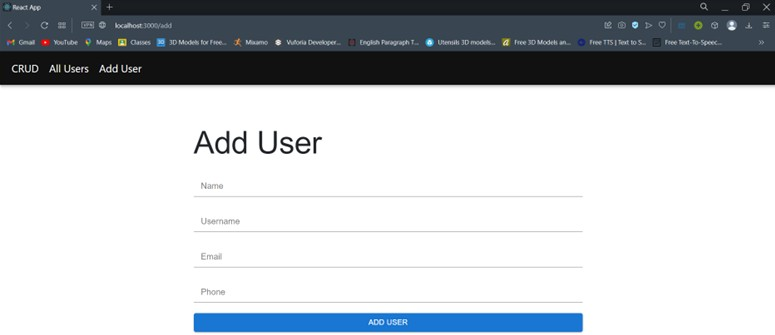 React App
VPN localhost:3000/add
Gmail YouTube Maps Classes 3D Models for Free... Mixamo Vuforia Developer... English Paragraph T... Utensils 3D models... Free 3D Models an... Free TTS | Text to S... Free Text-To-Speec...
CRUD All Users Add User
Add User
Name
Username
Email
Phone
ADD USER